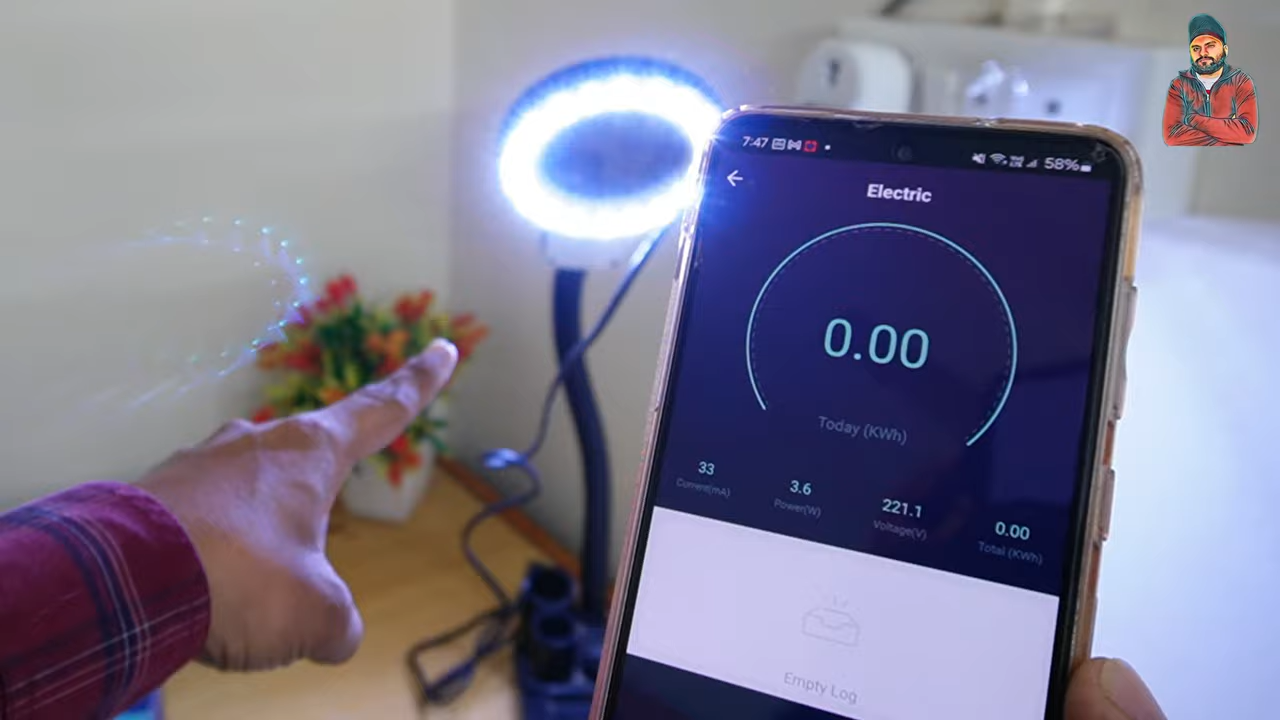 7:47
58%
Electric
0.00
Today (KWh)
33
Current(mA)
3.6
Power(W)
221.1
Voltage(V)
0.00
Total (KWh)
Empty Log